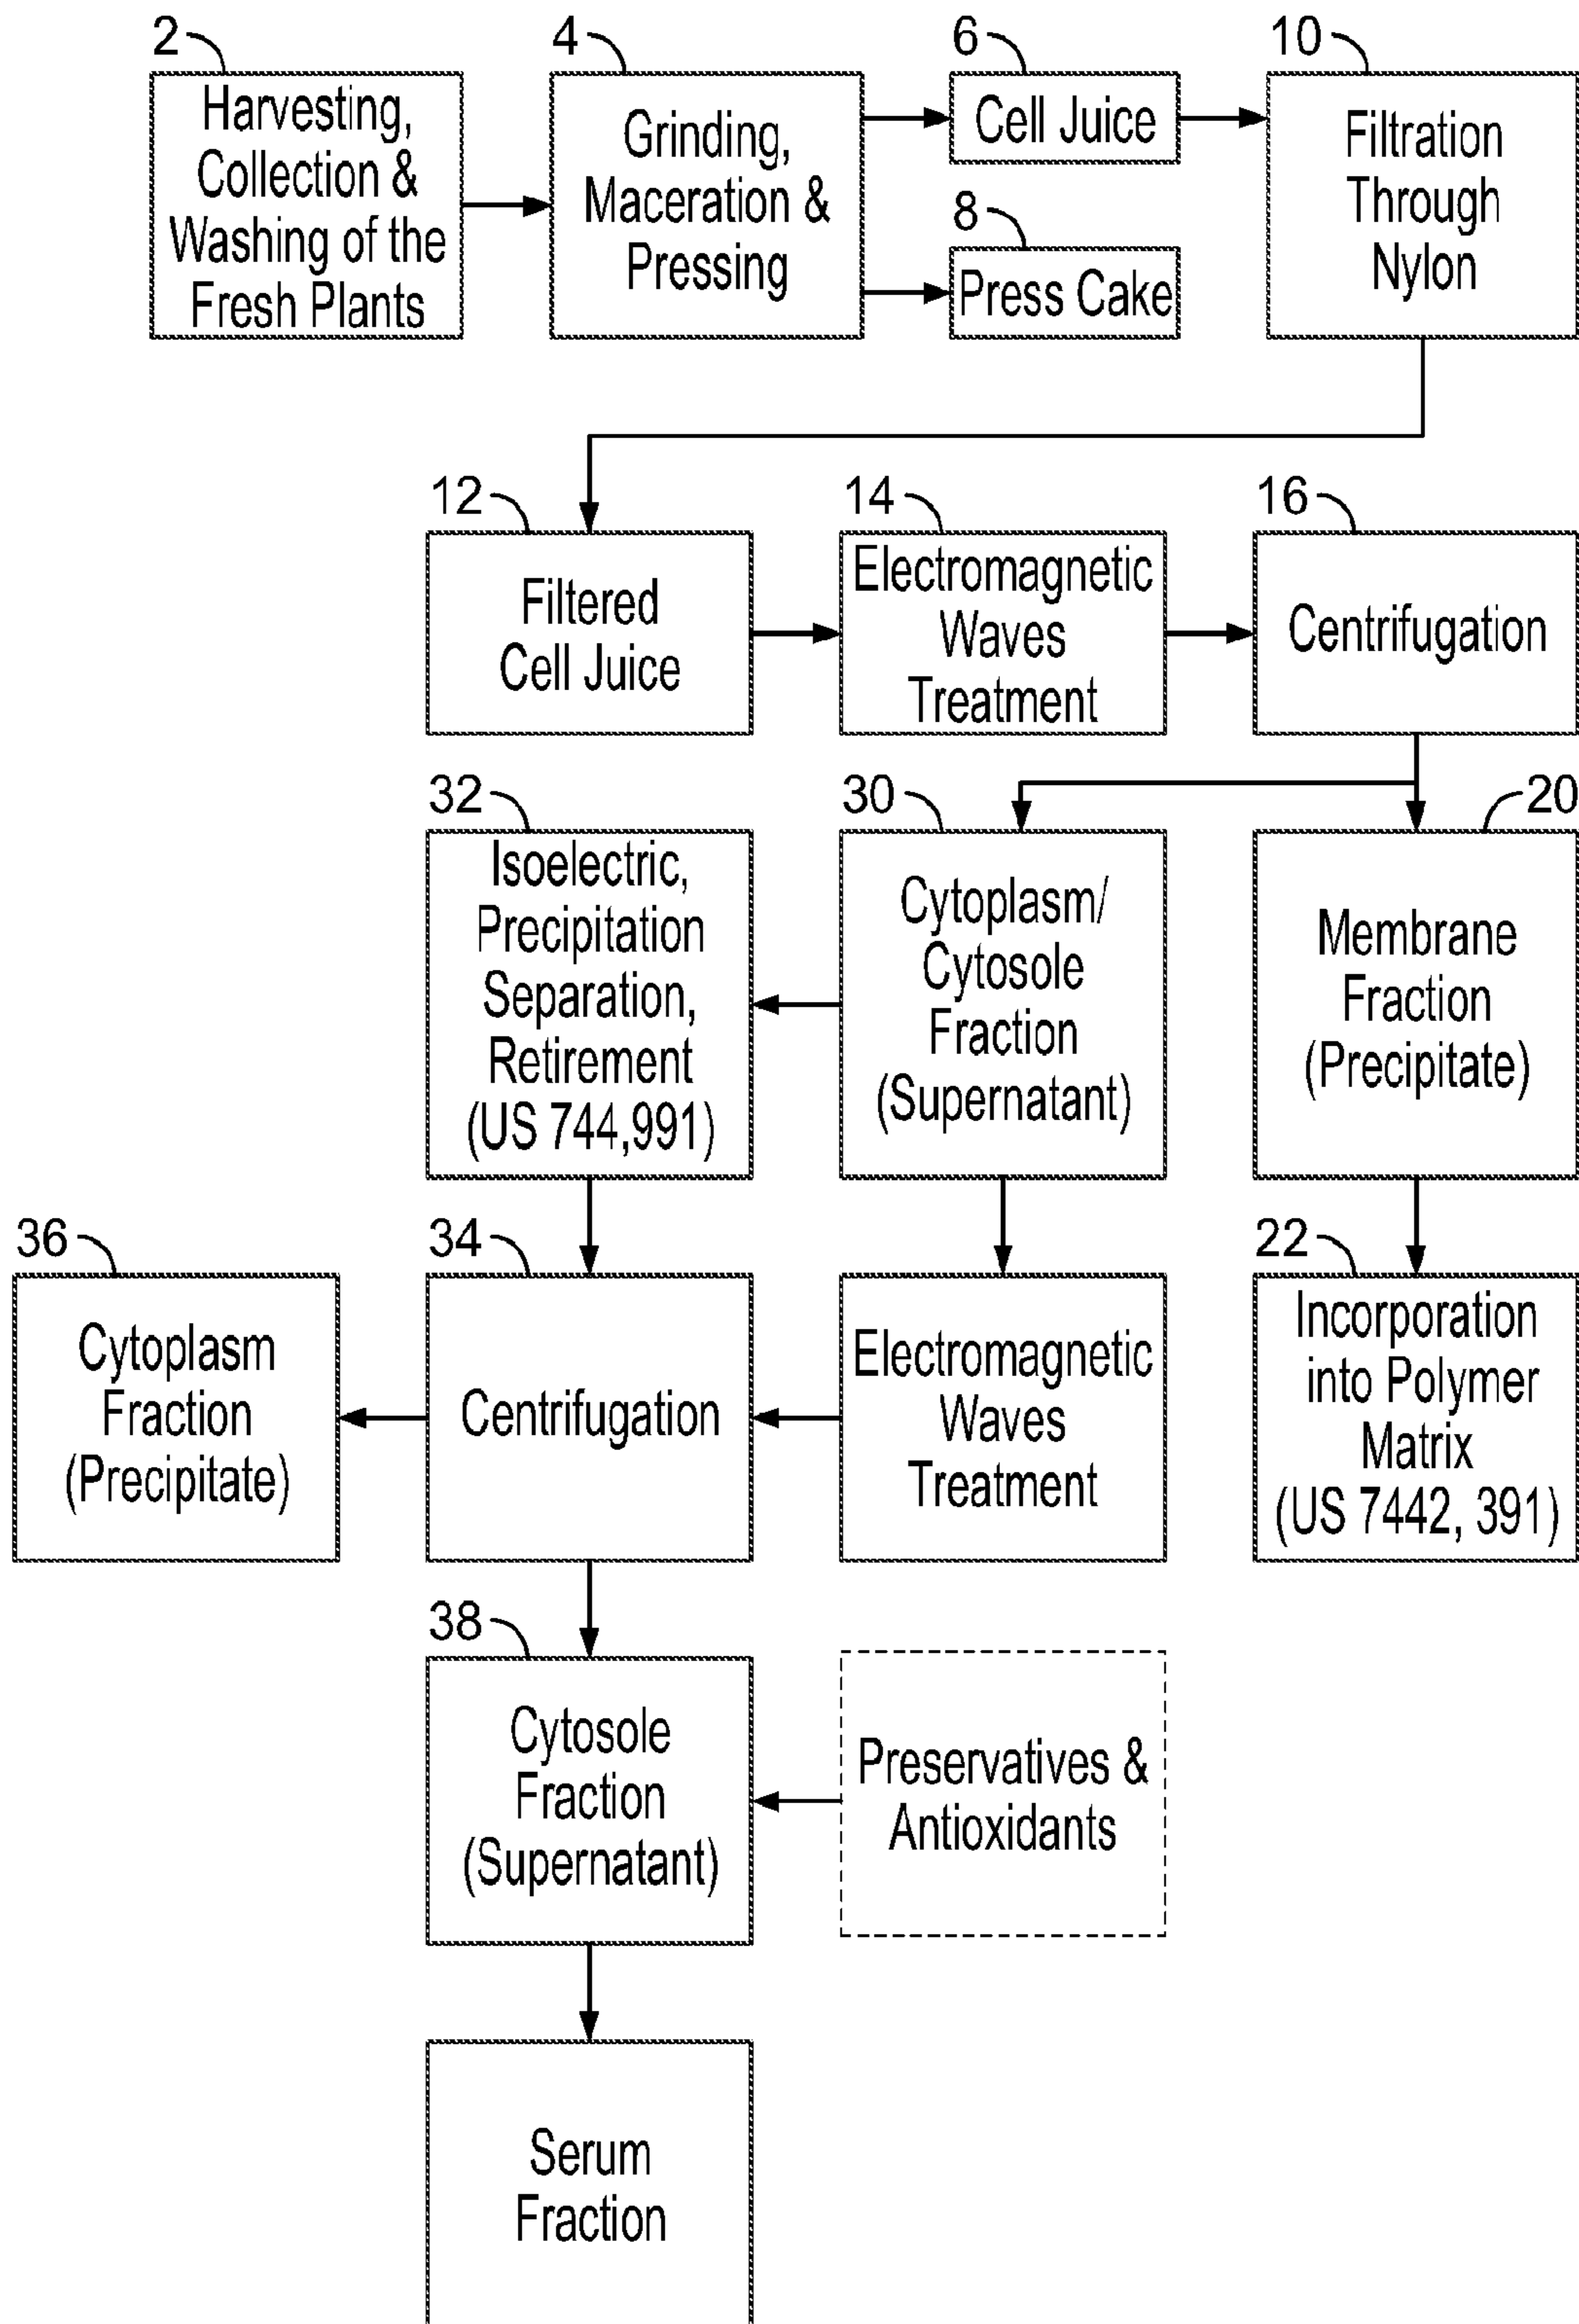 2
Harvesting,
Collection &
Washing of the
Fresh Plants
4
Grinding,
Maceration &
Pressing
6
Cell Juice
8
Press Cake
10
Filtration
Through
Nylon
12
Filtered
Cell Juice
14
Electromagnetic
Waves
Treatment
16
Centrifugation
32
Isoelectric,
Precipitation
Separation,
Retirement
(US 744,991)
30
Cytoplasm/
Cytosole
Fraction
(Supernatant)
20
Membrane
Fraction
(Precipitate)
36
Cytoplasm
Fraction
(Precipitate)
34
Centrifugation
Electromagnetic
Waves
Treatment
22
Incorporation
into Polymer
Matrix
(US 7442, 391)
38
Cytosole
Fraction
(Supernatant)
Preservatives &
Antioxidants
Serum
Fraction